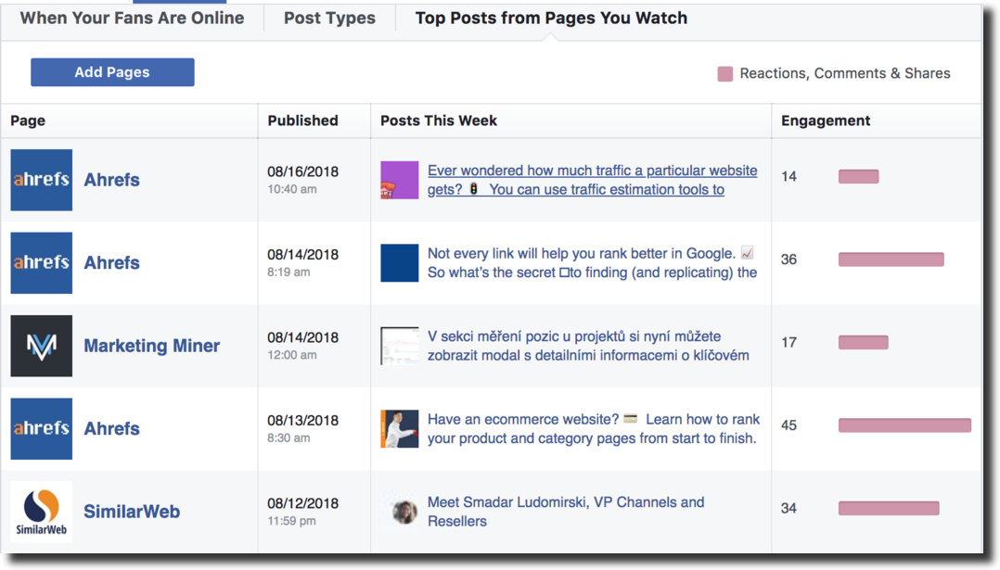 When Your Fans Are Online Post Types Top Posts from Pages You Watch
Add Pages Reactions, Comments & Shares
Page Published Posts This Week Engagement
ahrefs Ahrefs 08/16/2018 Ever wondered how much traffic a particular website 14
10:40 am gets? 🚦 You can use traffic estimation tools to
ahrefs Ahrefs 08/14/2018 Not every link will help you rank better in Google. 📈 36
8:19 am So what's the secret □to finding (and replicating) the
Marketing Miner 08/14/2018 V sekci měření pozic u projektů si nyní můžete 17
12:00 am zobrazit modal s detailními informacemi o klíčovém
ahrefs Ahrefs 08/13/2018 Have an ecommerce website? 💳 Learn how to rank 45
8:30 am your product and category pages from start to finish.
SimilarWeb SimilarWeb 08/12/2018 Meet Smadar Ludomirski, VP Channels and 34
11:59 pm Resellers